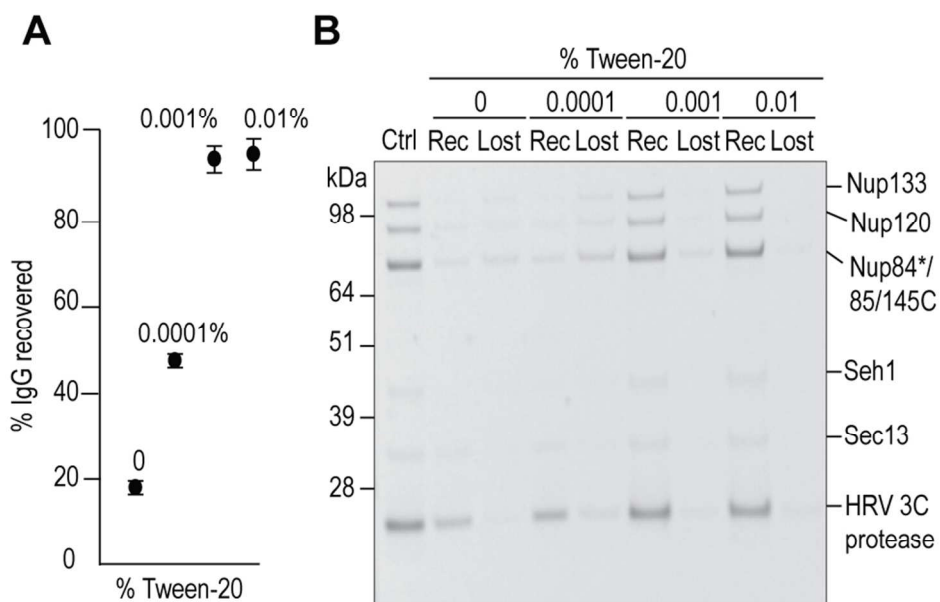 A
% IgG recovered
100
80
60
40
20
0
0.001% 0.01%
0.0001%
0
% Tween-20
B
% Tween-20
0 0.0001 0.001 0.01
Ctrl Rec Lost Rec Lost Rec Lost Rec Lost
kDa
98
64
51
39
28
Nup133
Nup120
Nup84*/
85/145C
Seh1
Sec13
HRV 3C
protease